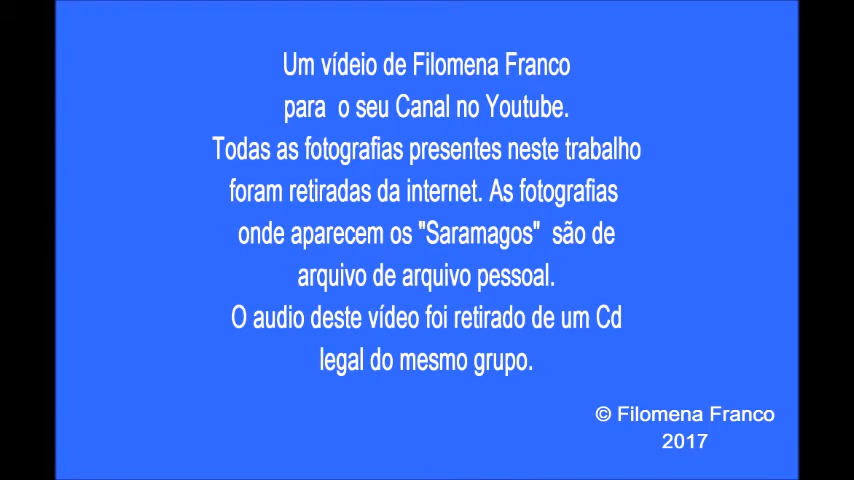 Um vídeio de Filomena Franco
para o seu Canal no Youtube.
Todas as fotografias presentes neste trabalho
foram retiradas da internet. As fotografias
onde aparecem os "Saramagos" são de
arquivo de arquivo pessoal.
O audio deste vídeo foi retirado de um Cd
legal do mesmo grupo.
© Filomena Franco
2017